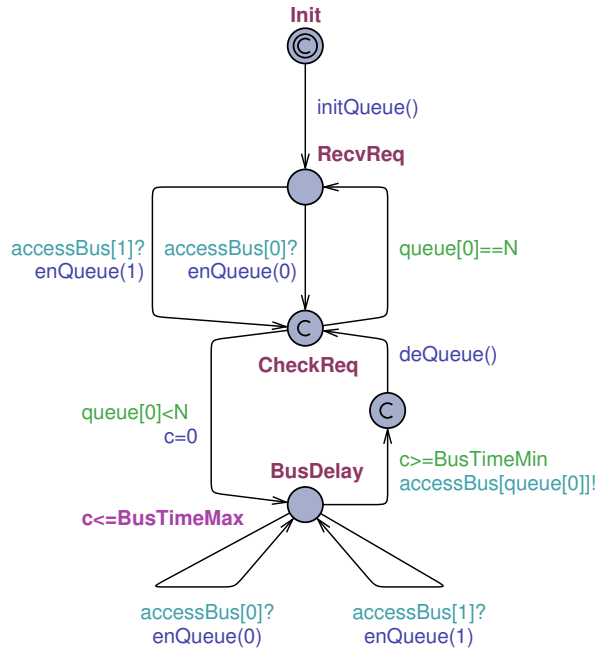 Init
C
initQueue()
RecvReq
accessBus[1]?
enQueue(1)
accessBus[0]?
enQueue(0)
queue[0]==N
C
CheckReq
deQueue()
queue[0]<N
c=0
C
BusDelay
c>=BusTimeMin
accessBus[queue[0]]!
c<=BusTimeMax
accessBus[0]?
enQueue(0)
accessBus[1]?
enQueue(1)